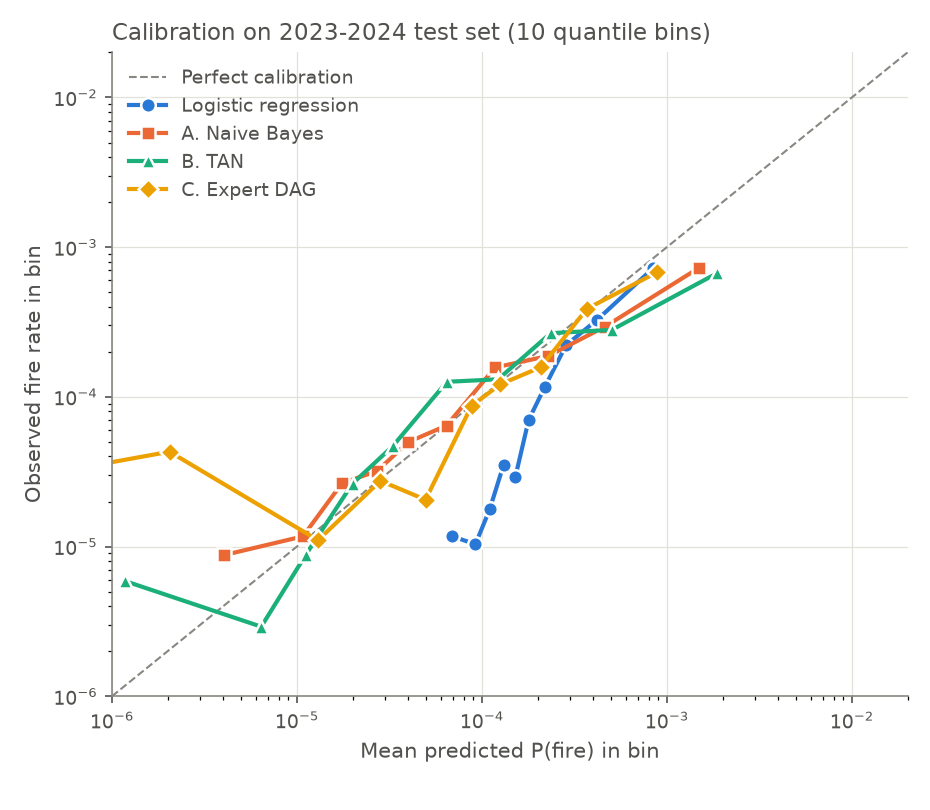 Calibration on 2023-2024 test set (10 quantile bins)
Perfect calibration
Logistic regression
A. Naive Bayes
B. TAN
C. Expert DAG
Observed fire rate in bin
10⁻²
10⁻³
10⁻⁴
10⁻⁵
10⁻⁶
10⁻⁶ 10⁻⁵ 10⁻⁴ 10⁻³ 10⁻²
Mean predicted P(fire) in bin